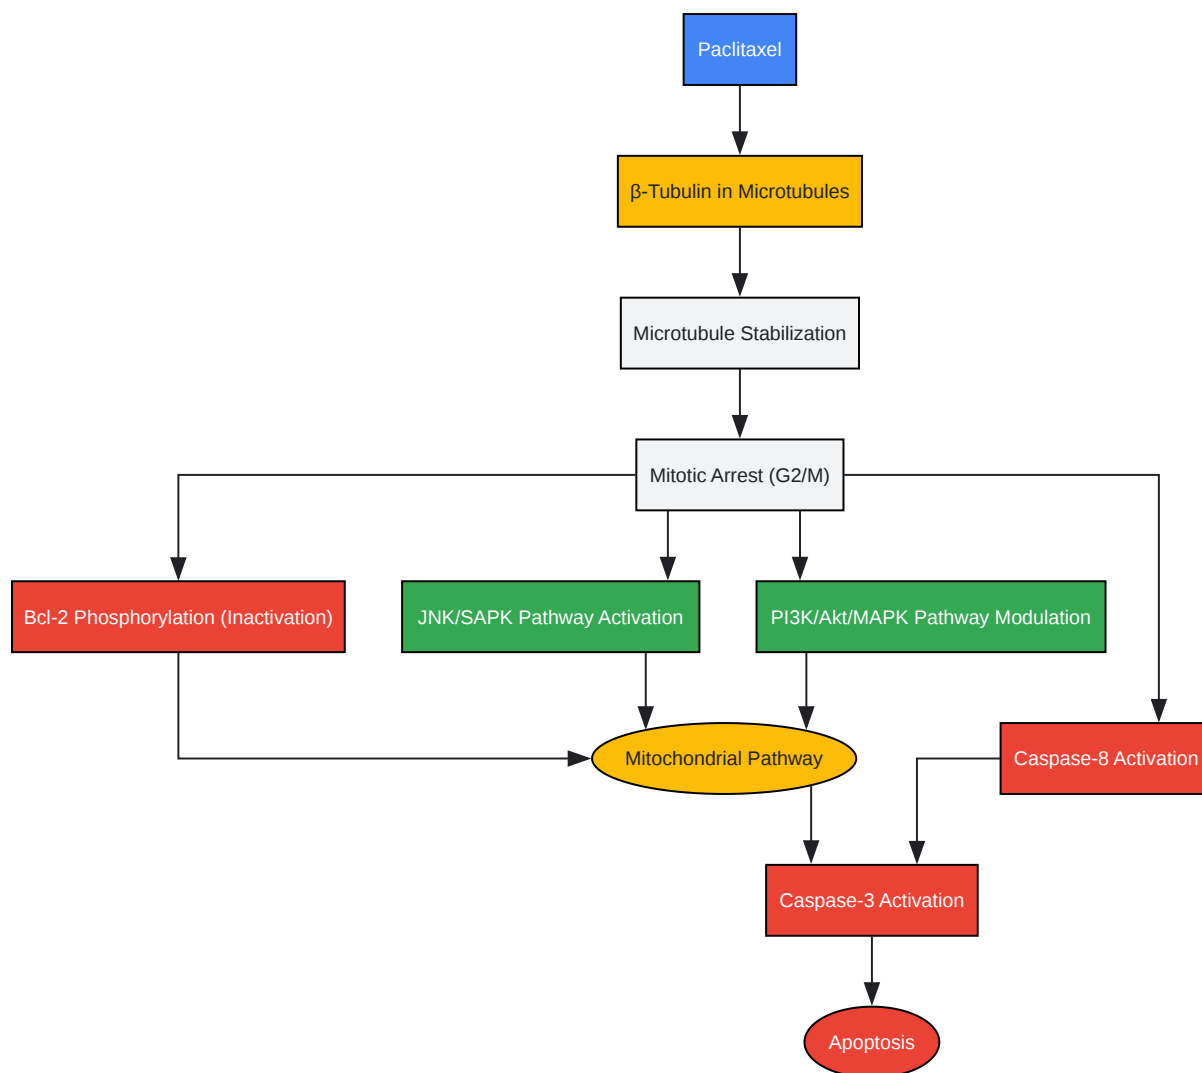 Paclitaxel
β-Tubulin in Microtubules
Microtubule Stabilization
Mitotic Arrest (G2/M)
Bcl-2 Phosphorylation (Inactivation)
JNK/SAPK Pathway Activation
PI3K/Akt/MAPK Pathway Modulation
Mitochondrial Pathway
Caspase-8 Activation
Caspase-3 Activation
Apoptosis